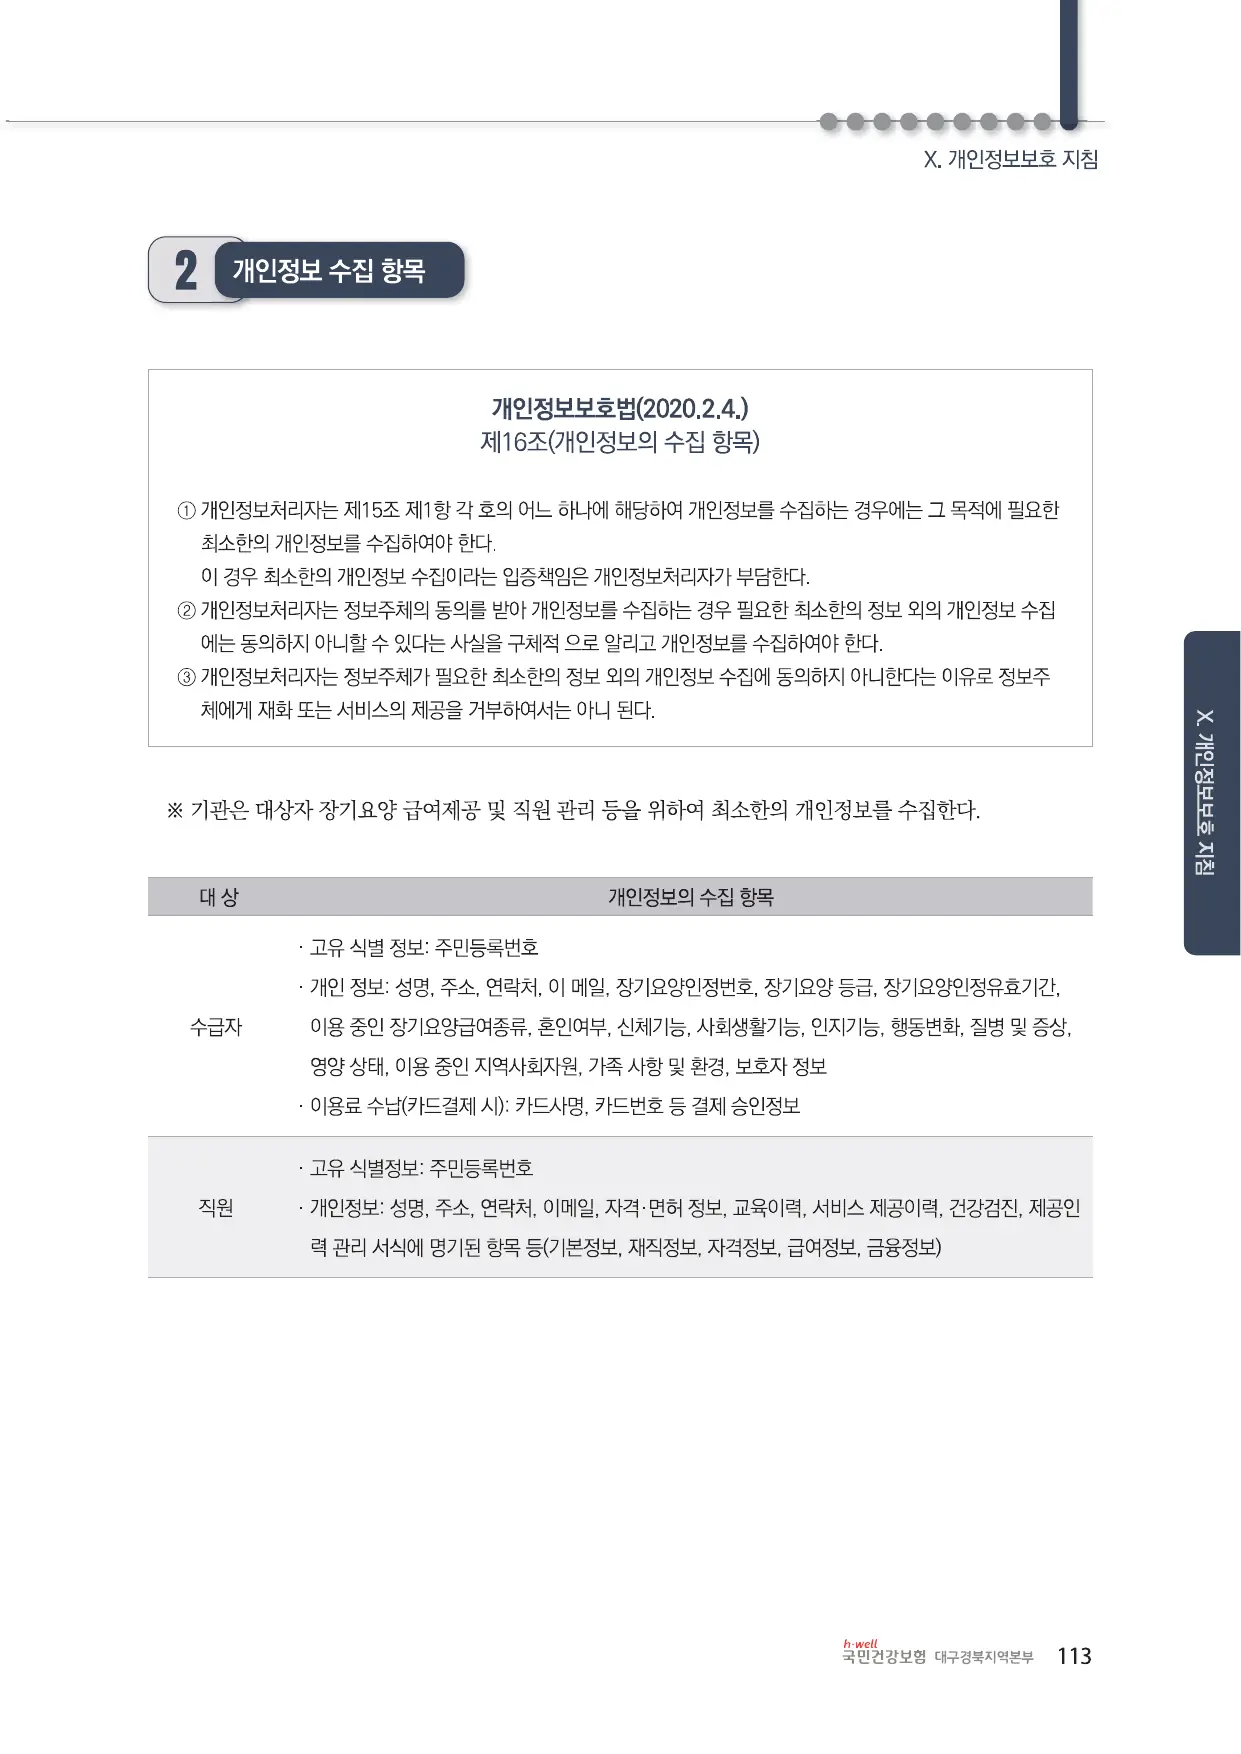 X. 개인정보보호 지침
2 개인정보 수집 항목
개인정보보호법(2020.2.4.)
제16조(개인정보의 수집 항목)
① 개인정보처리자는 제15조 제1항 각 호의 어느 하나에 해당하여 개인정보를 수집하는 경우에는 그 목적에 필요한
최소한의 개인정보를 수집하여야 한다.
이 경우 최소한의 개인정보 수집이라는 입증책임은 개인정보처리자가 부담한다.
② 개인정보처리자는 정보주체의 동의를 받아 개인정보를 수집하는 경우 필요한 최소한의 정보 외의 개인정보 수집
에는 동의하지 아니할 수 있다는 사실을 구체적 으로 알리고 개인정보를 수집하여야 한다.
③ 개인정보처리자는 정보주체가 필요한 최소한의 정보 외의 개인정보 수집에 동의하지 아니한다는 이유로 정보주
체에게 재화 또는 서비스의 제공을 거부하여서는 아니 된다.
※ 기관은 대상자 장기요양 급여제공 및 직원 관리 등을 위하여 최소한의 개인정보를 수집한다.
대 상 개인정보의 수집 항목
수급자
· 고유 식별 정보: 주민등록번호
· 개인 정보: 성명, 주소, 연락처, 이 메일, 장기요양인정번호, 장기요양 등급, 장기요양인정유효기간,
이용 중인 장기요양급여종류, 혼인여부, 신체기능, 사회생활기능, 인지기능, 행동변화, 질병 및 증상,
영양 상태, 이용 중인 지역사회자원, 가족 사항 및 환경, 보호자 정보
· 이용료 수납(카드결제 시): 카드사명, 카드번호 등 결제 승인정보
직원
· 고유 식별정보: 주민등록번호
· 개인정보: 성명, 주소, 연락처, 이메일, 자격·면허 정보, 교육이력, 서비스 제공이력, 건강검진, 제공인
력 관리 서식에 명기된 항목 등(기본정보, 재직정보, 자격정보, 급여정보, 금융정보)
X. 개인정보보호 지침
h-well
국민건강보험 대구경북지역본부 113